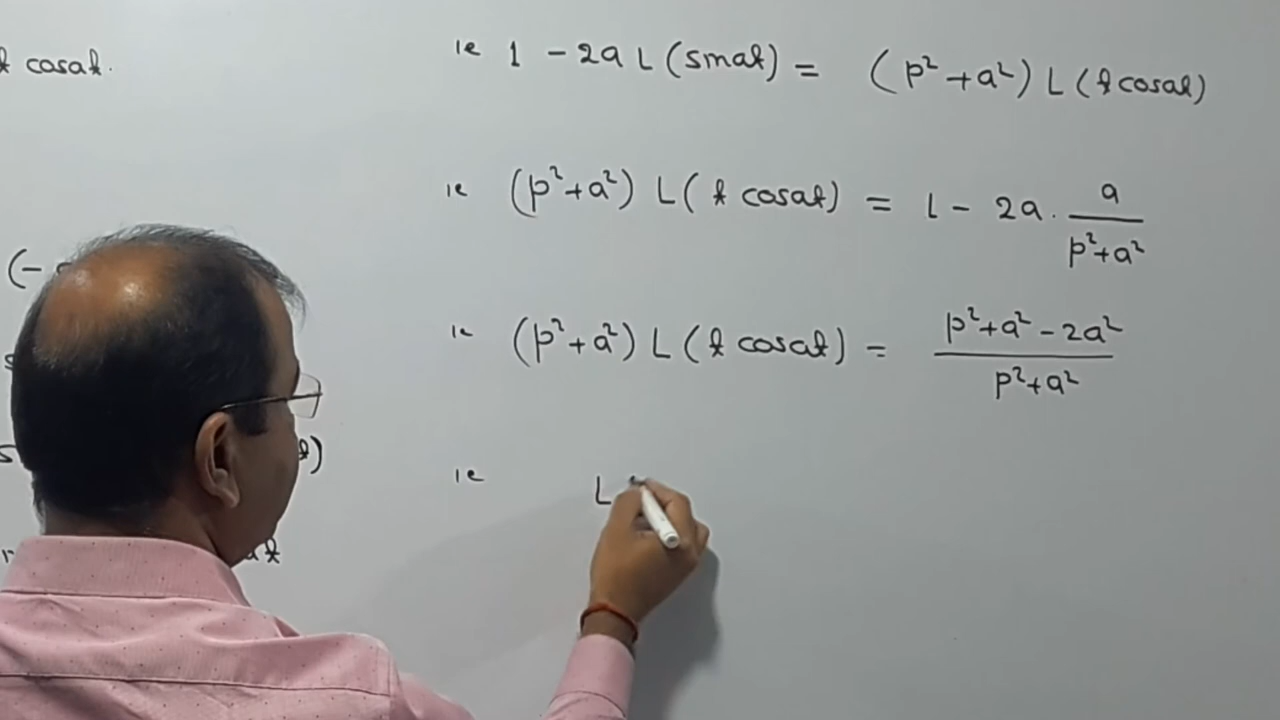 t cosat.
ie 1 - 2a L (sinat) = (p²+a²) L (t cosat)
ie (p²+a²) L (t cosat) = 1 - 2a. a/(p²+a²)
(-
ie (p²+a²) L (t cosat) = (p²+a²-2a²)/(p²+a²)
ie L